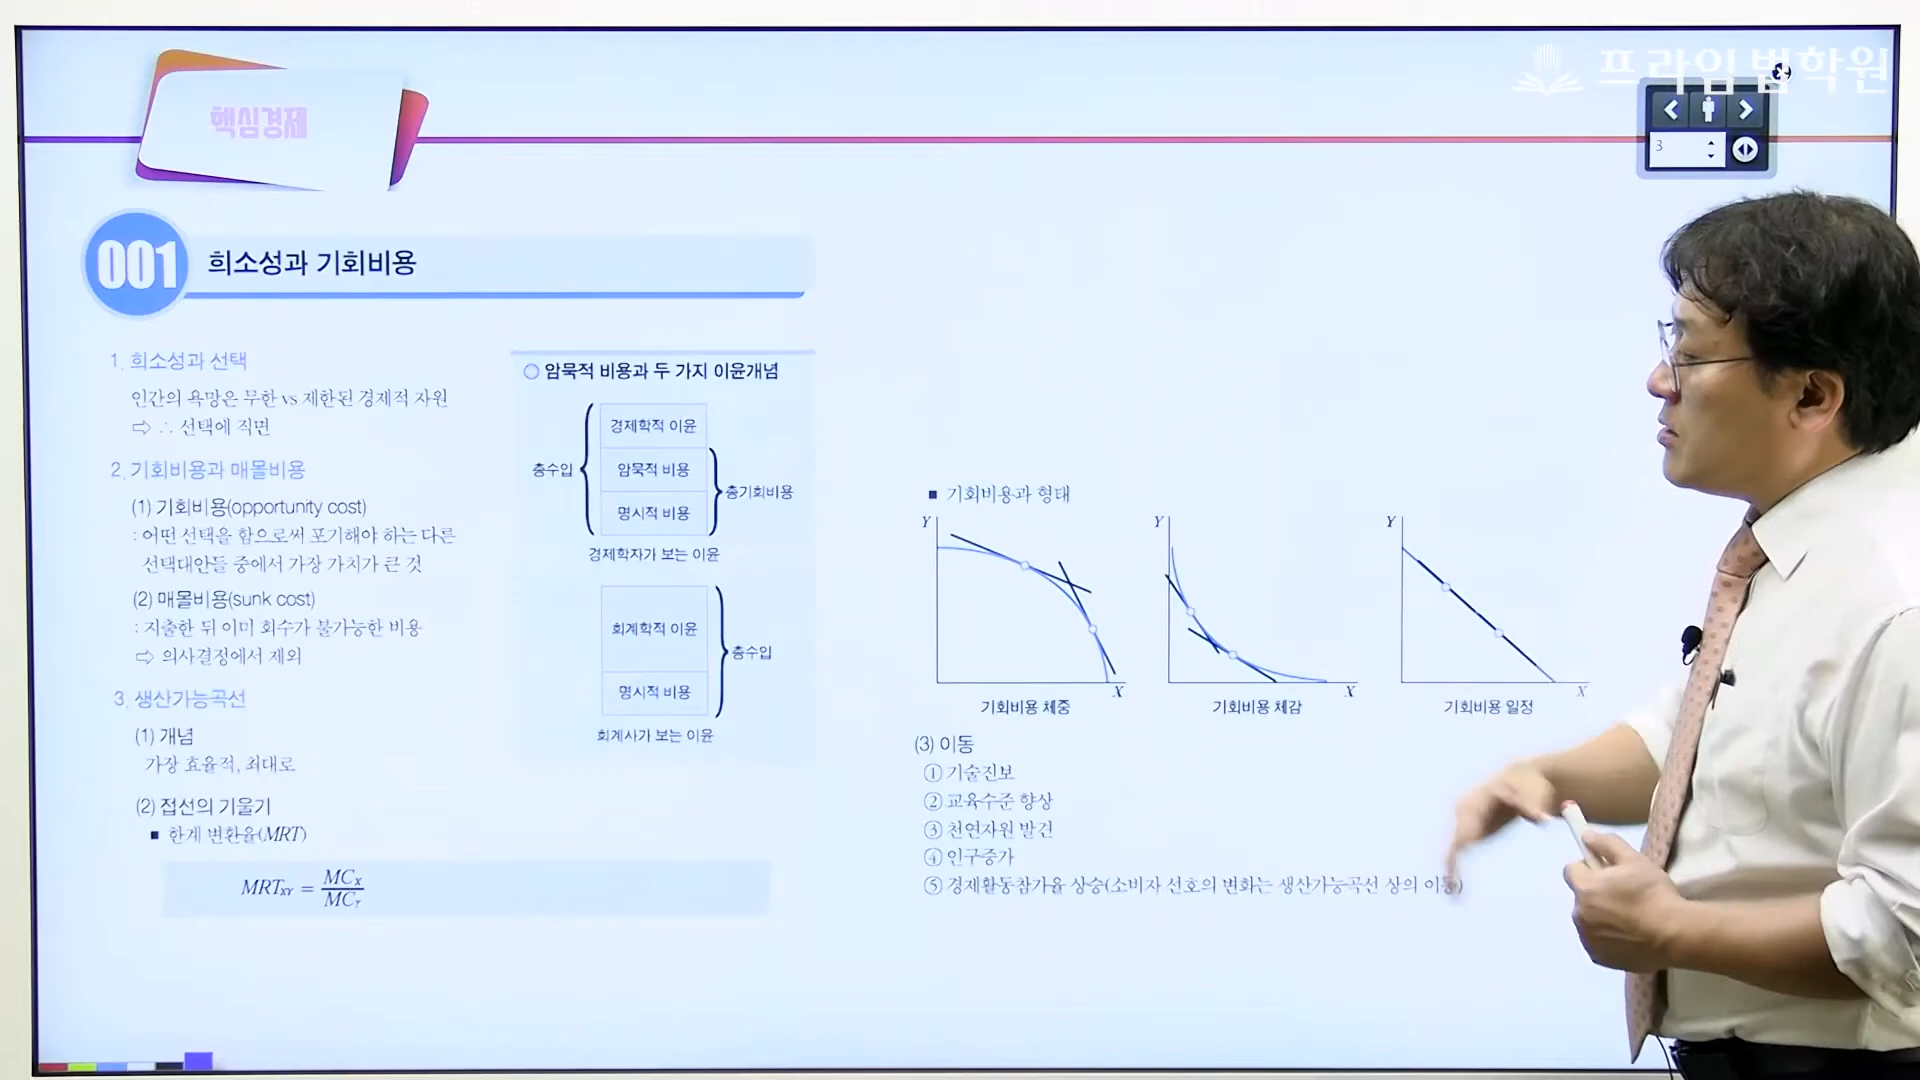 프라임법학원
핵심경제
3
001 희소성과 기회비용
1. 희소성과 선택
인간의 욕망은 무한 vs 제한된 경제적 자원
⇨ ∴ 선택에 직면
2. 기회비용과 매몰비용
(1) 기회비용(opportunity cost)
: 어떤 선택을 함으로써 포기해야 하는 다른
선택대안들 중에서 가장 가치가 큰 것
(2) 매몰비용(sunk cost)
: 지출한 뒤 이미 회수가 불가능한 비용
⇨ 의사결정에서 제외
3. 생산가능곡선
(1) 개념
가장 효율적, 최대로
(2) 접선의 기울기
■ 한계 변환율(MRT)
MRTXY = MCX / MCY
암묵적 비용과 두 가지 이윤개념
경제학적 이윤
총수입
암묵적 비용
총기회비용
명시적 비용
경제학자가 보는 이윤
회계학적 이윤
총수입
명시적 비용
회계사가 보는 이윤
■ 기회비용과 형태
Y
X
기회비용 체증
Y
X
기회비용 체감
Y
X
기회비용 일정
(3) 이동
① 기술진보
② 교육수준 향상
③ 천연자원 발견
④ 인구증가
⑤ 경제활동참가율 상승(소비자 선호의 변화는 생산가능곡선 상의 이동)